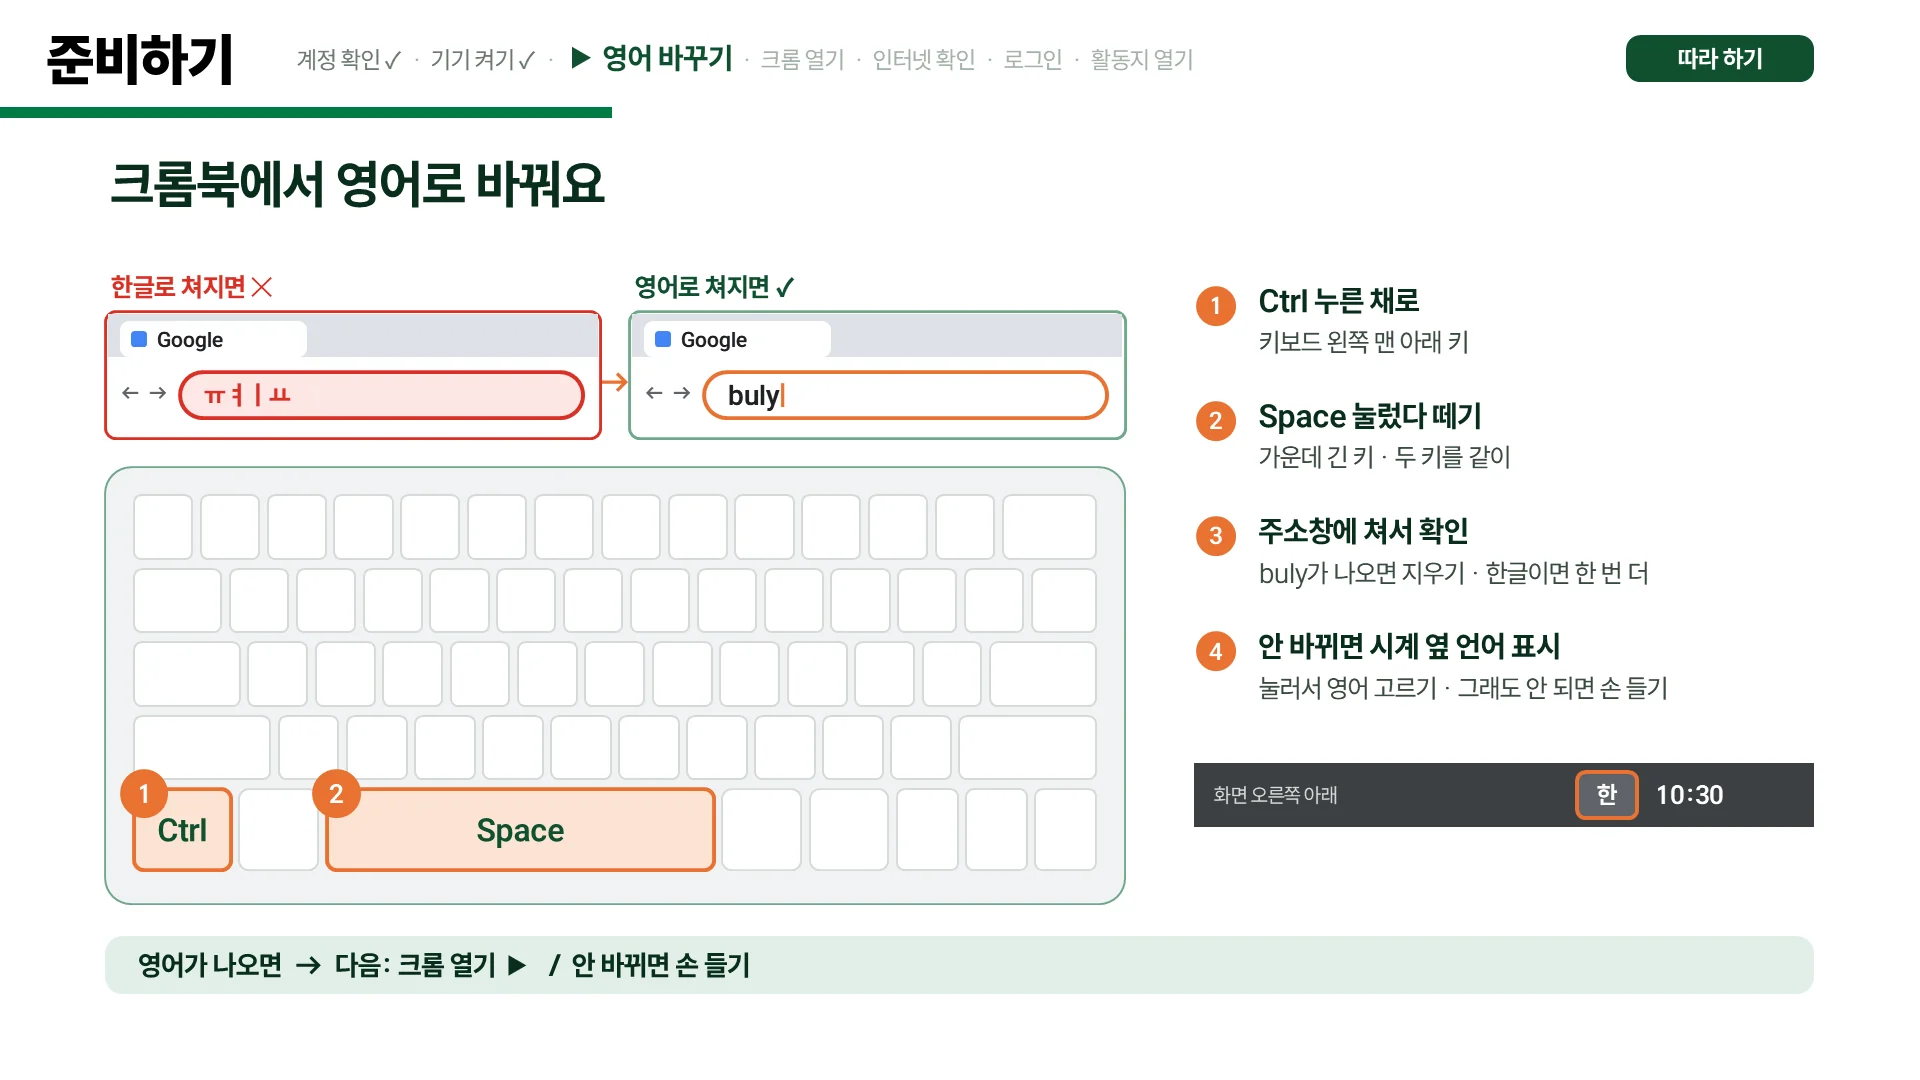 준비하기
계정 확인 ✓ · 기기 켜기 ✓ · ▶ 영어 바꾸기 · 크롬 열기 · 인터넷 확인 · 로그인 · 활동지 열기
따라 하기
크롬북에서 영어로 바꿔요
한글로 쳐지면 ✕
Google
← → ㅠㅕㅣㅛ
영어로 쳐지면 ✓
Google
← → buly
1 Ctrl
2 Space
1 Ctrl 누른 채로
키보드 왼쪽 맨 아래 키
2 Space 눌렀다 떼기
가운데 긴 키 · 두 키를 같이
3 주소창에 쳐서 확인
buly가 나오면 지우기 · 한글이면 한 번 더
4 안 바뀌면 시계 옆 언어 표시
눌러서 영어 고르기 · 그래도 안 되면 손 들기
화면 오른쪽 아래 한 10:30
영어가 나오면 → 다음: 크롬 열기 ▶ / 안 바뀌면 손 들기